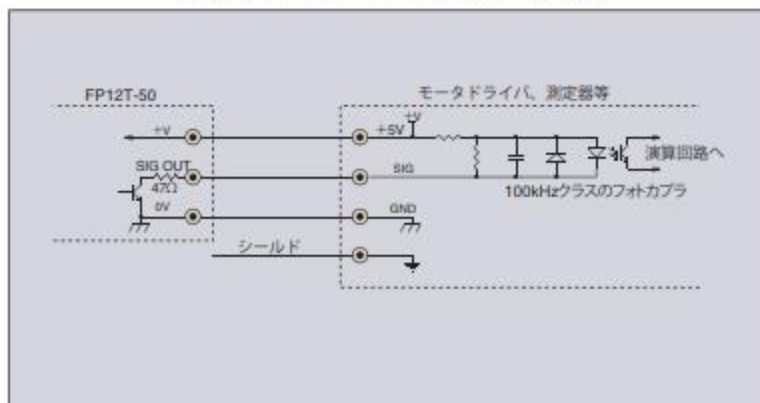 FP12T-50
モータドライバ、測定器等
+V
+V
+5V
SIG OUT
47Ω
SIG
演算回路へ
100kHzクラスのフォトカプラ
0V
GND
シールド